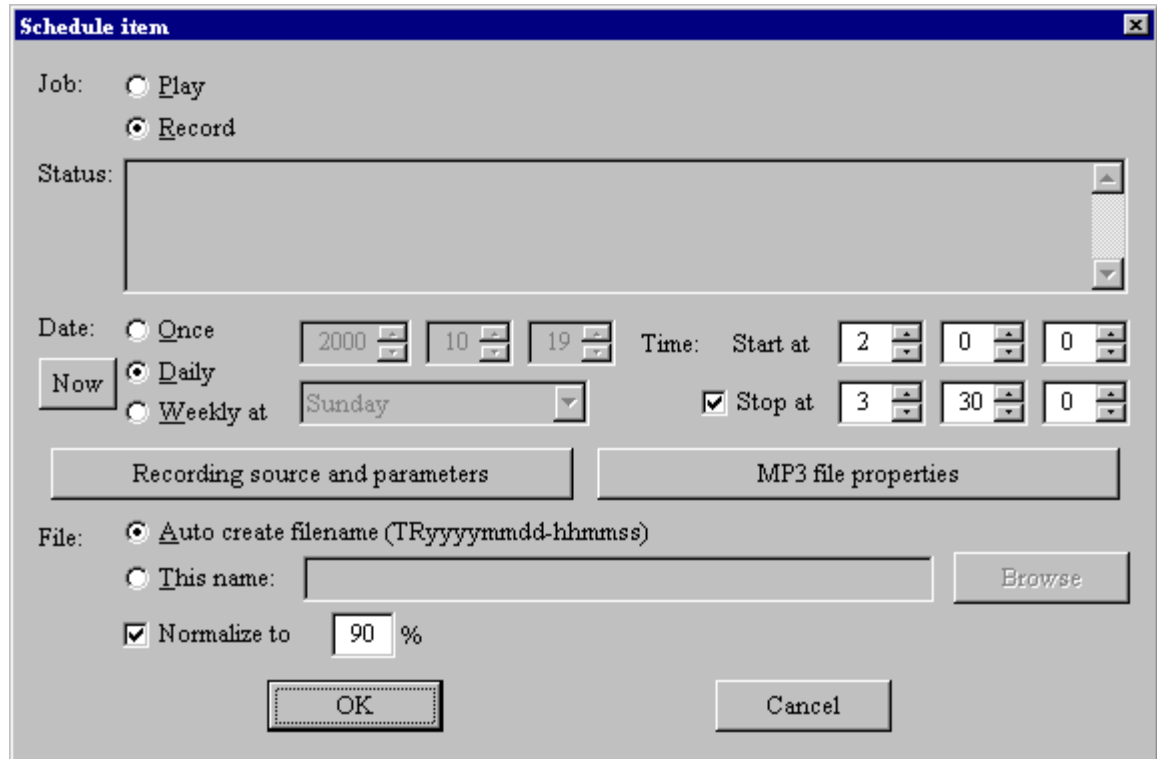 Schedule item
Job:
Play
Record
Status:
Date:
Once
2000 10 19
Time: Start at 2 0 0
Now
Daily
Weekly at
Sunday
Stop at 3 30 0
Recording source and parameters
MP3 file properties
File:
Auto create filename (TRyyyymmdd-hhmmss)
This name:
Browse
Normalize to 90 %
OK
Cancel